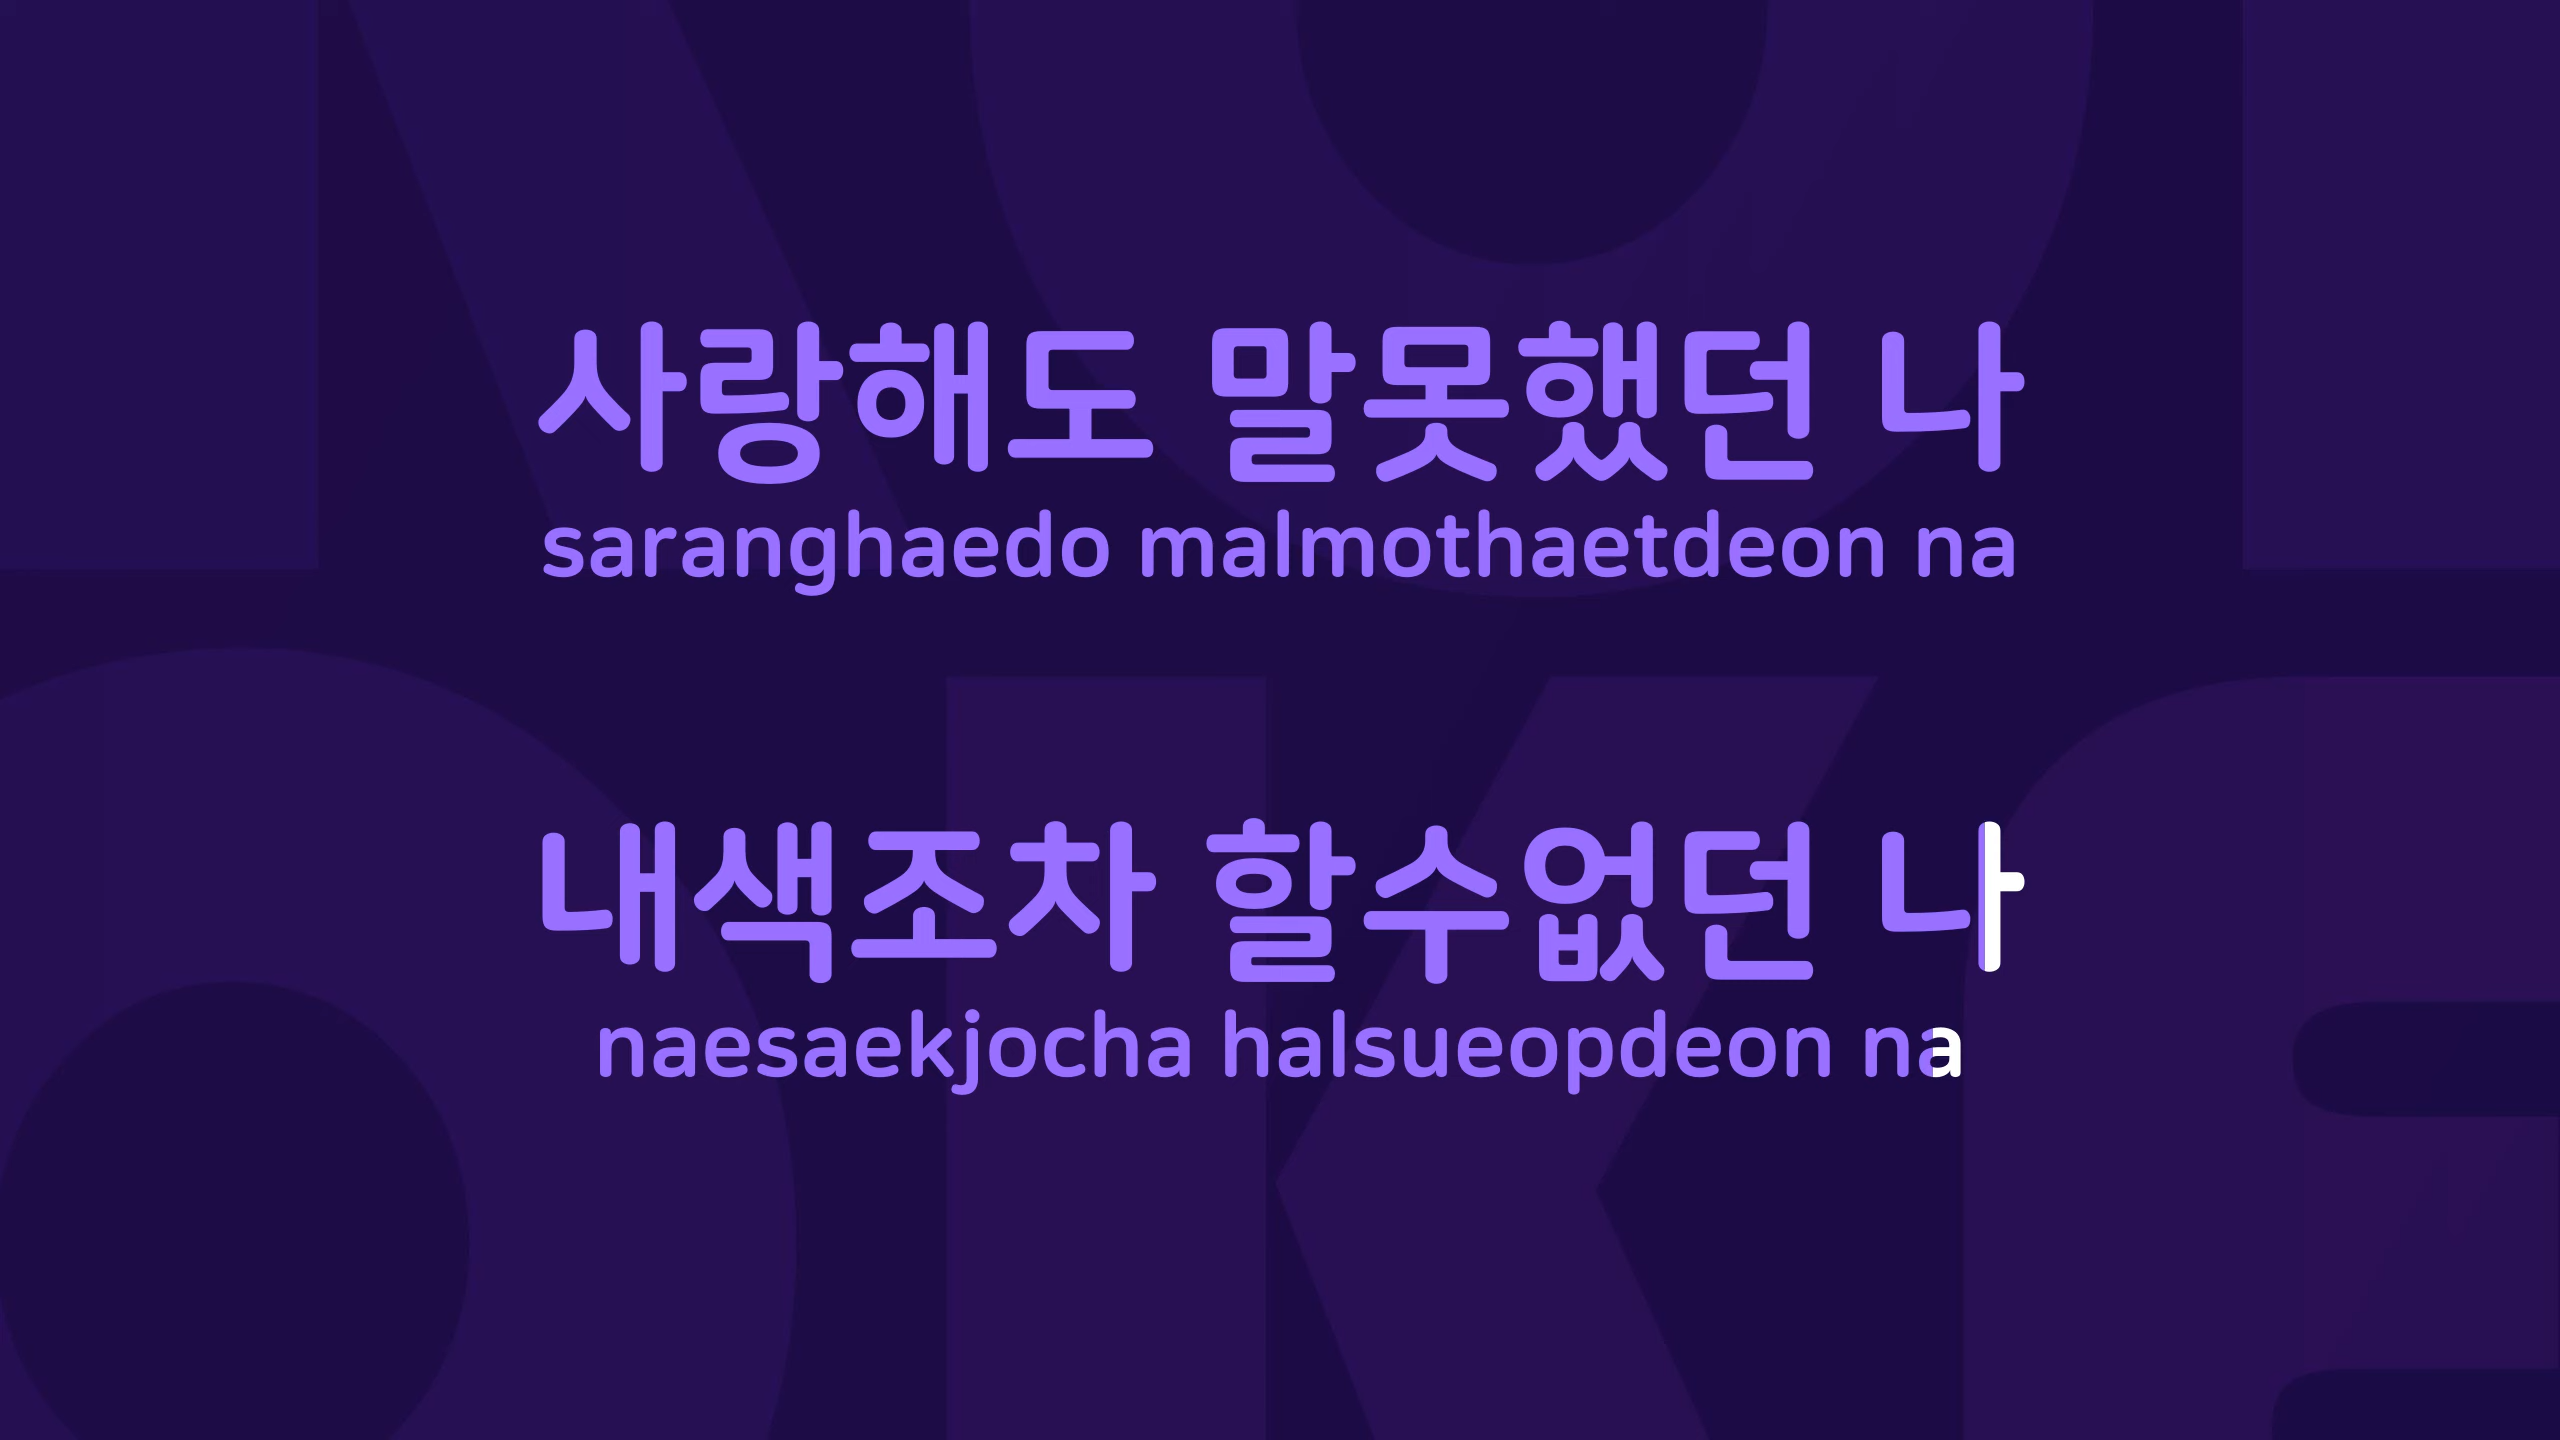 사랑해도 말못했던 나
saranghaedo malmothaetdeon na
내색조차 할수없던 나
naesaekjocha halsueopdeon na